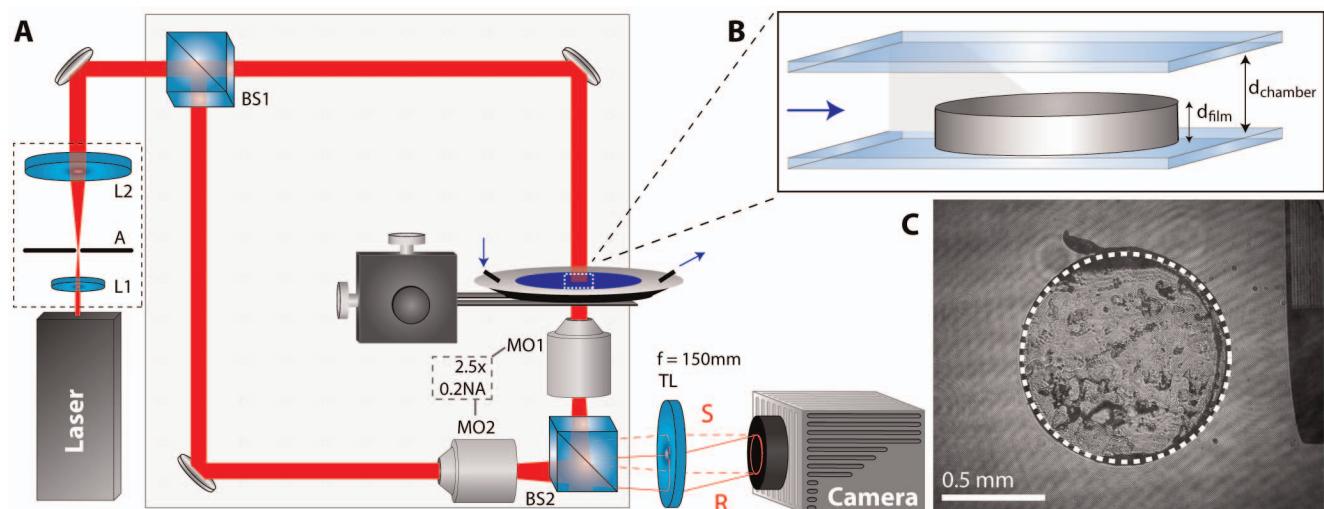 A
BS1
L2
A
L1
Laser
MO1
2.5x
0.2NA
MO2
BS2
f = 150mm
TL
S
R
Camera
B
d_film
d_chamber
C
0.5 mm